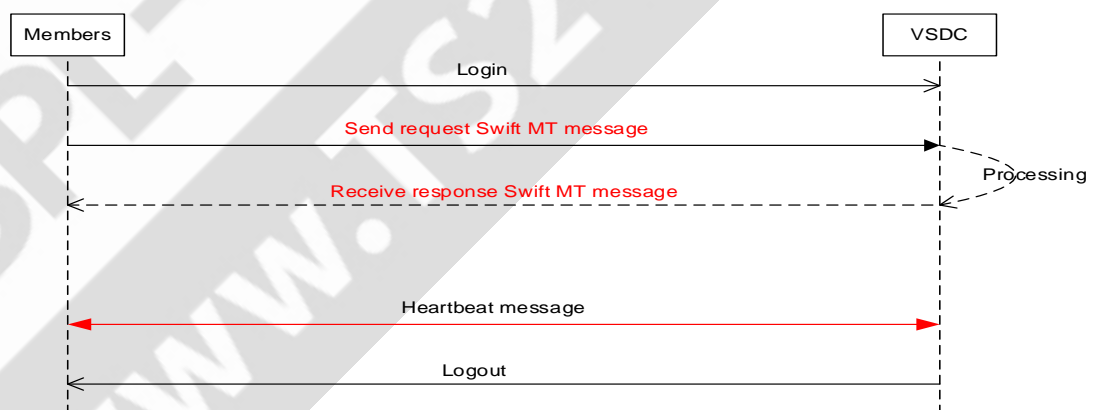 Members
VSDC
Login
Send request Swift MT message
Processing
Receive response Swift MT message
Heartbeat message
Logout